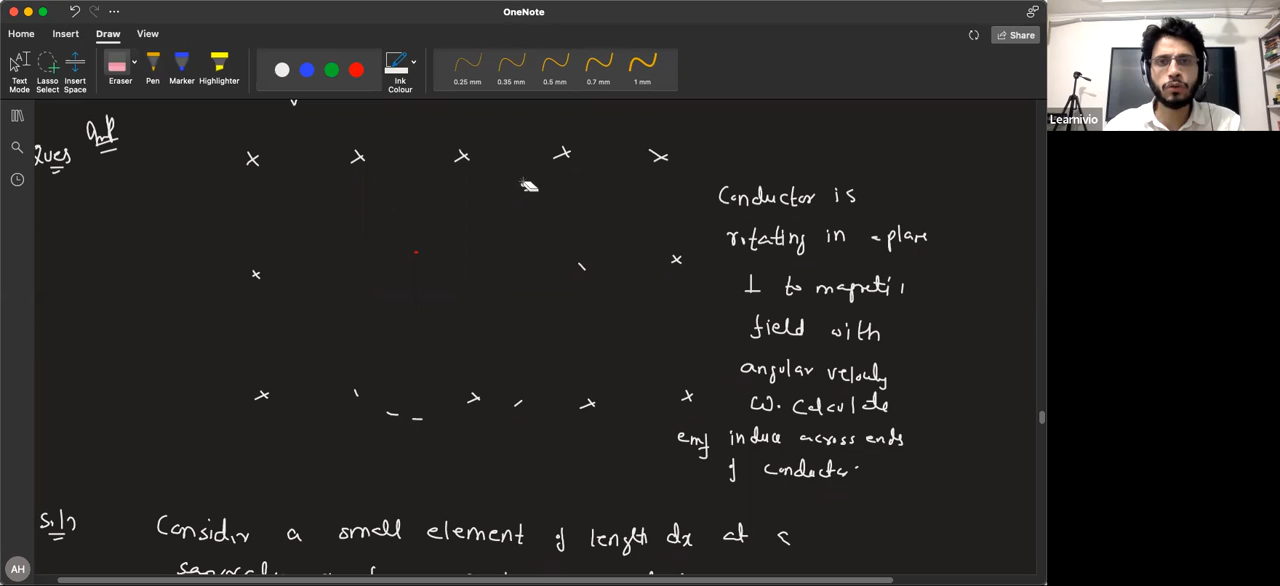 OneNote
Home Insert Draw View
Share
Text Mode
Lasso Select
Insert Space
Eraser
Pen
Marker
Highlighter
Ink Colour
0.25 mm
0.35 mm
0.5 mm
0.7 mm
1 mm
Learnivio
Imp
Ques
x x x x x
Conductor is
rotating in a plane
⊥ to magneti
x x
field with
angular velocity
x x x x
ω. Calculate
emf induce across ends
of conductor.
Consider a small element of length dx at a
AH